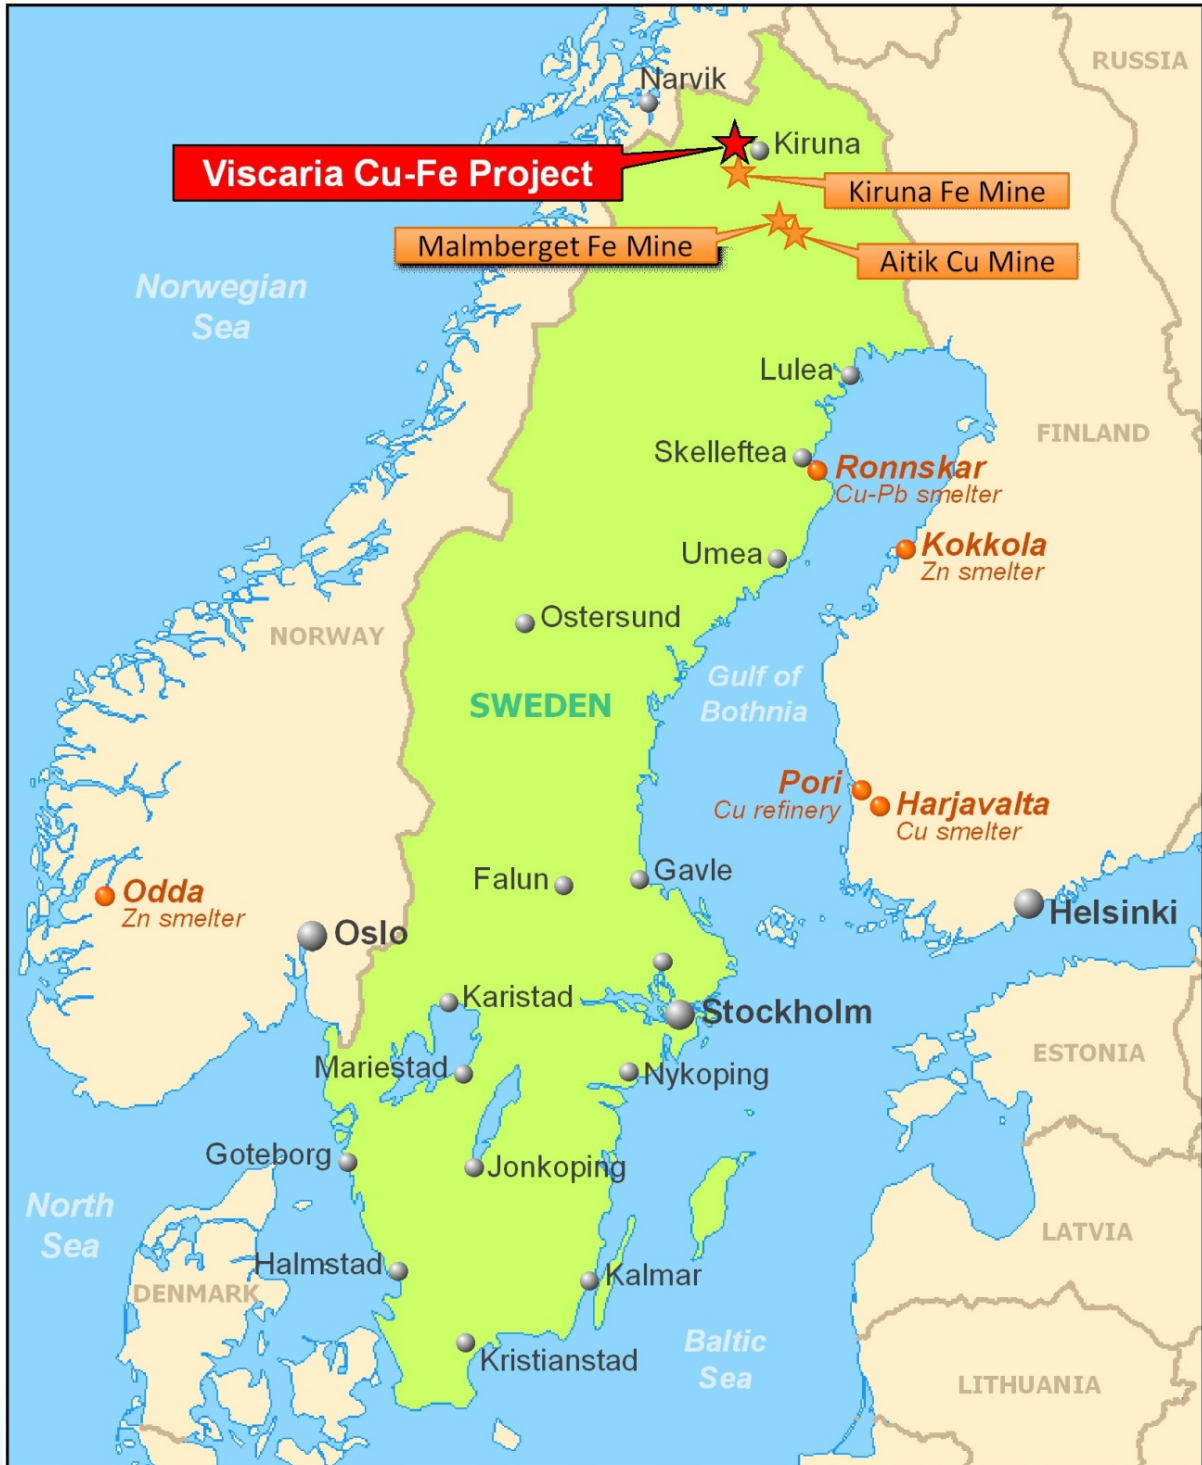 RUSSIA
Narvik
Kiruna
Viscaria Cu-Fe Project
Kiruna Fe Mine
Malmberget Fe Mine
Aitik Cu Mine
Norwegian
Sea
Lulea
FINLAND
Skelleftea
Ronnskar
Cu-Pb smelter
Umea
Kokkola
Zn smelter
Ostersund
NORWAY
SWEDEN
Gulf of
Bothnia
Pori
Cu refinery
Harjavalta
Cu smelter
Odda
Zn smelter
Falun
Gavle
Oslo
Helsinki
Karistad
Stockholm
ESTONIA
Mariestad
Nykoping
Goteborg
Jonkoping
North
Sea
LATVIA
Halmstad
Kalmar
DENMARK
Baltic
Sea
Kristianstad
LITHUANIA